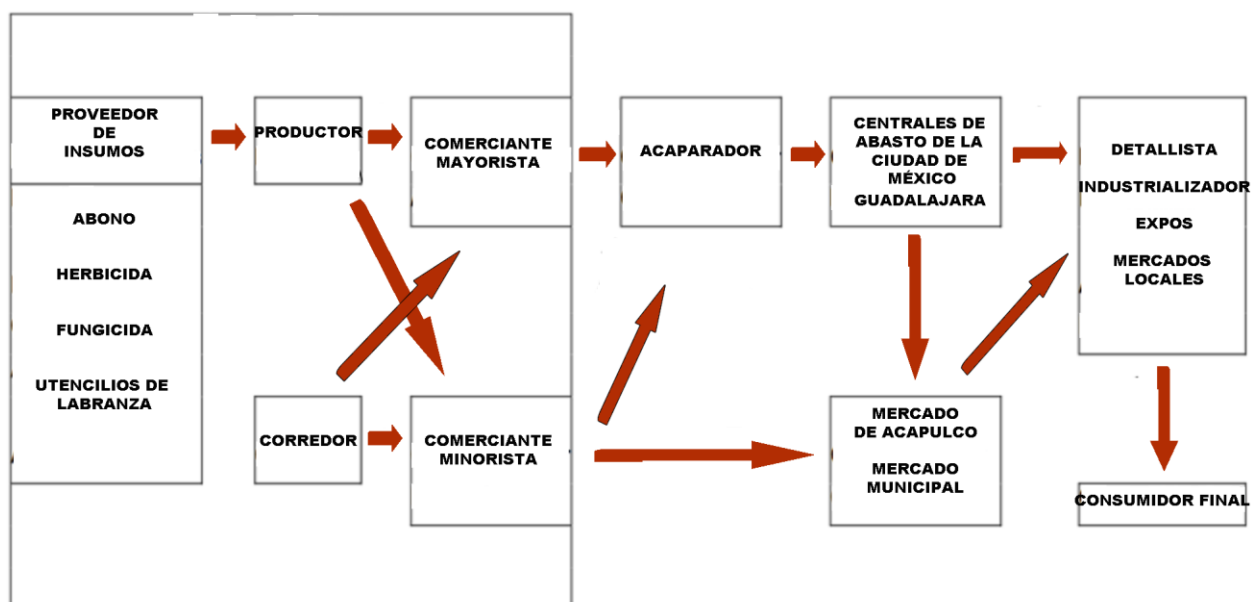 PROVEEDOR
DE
INSUMOS
ABONO
HERBICIDA
FUNGICIDA
UTENCILIOS DE
LABRANZA
PRODUCTOR
CORREDOR
COMERCIANTE
MAYORISTA
COMERCIANTE
MINORISTA
ACAPARADOR
CENTRALES DE
ABASTO DE LA
CIUDAD DE
MÉXICO
GUADALAJARA
MERCADO
DE ACAPULCO
MERCADO
MUNICIPAL
DETALLISTA
INDUSTRIALIZADOR
EXPOS
MERCADOS
LOCALES
CONSUMIDOR FINAL